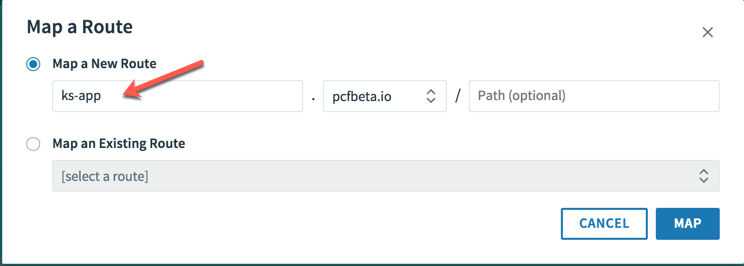 Map a Route
Map a New Route
ks-app . pcfbeta.io / Path (optional)
Map an Existing Route
[select a route]
CANCEL MAP